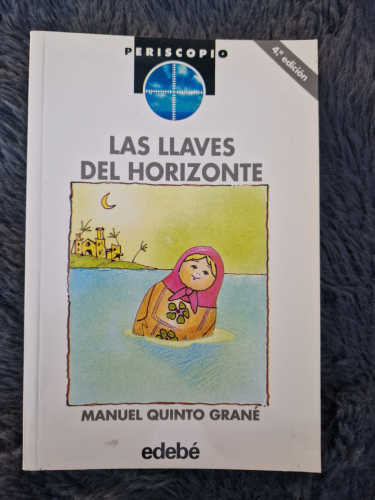 PERISCOPIO
4.ª edición
LAS LLAVES
DEL HORIZONTE
MANUEL QUINTO GRANÉ
edebé